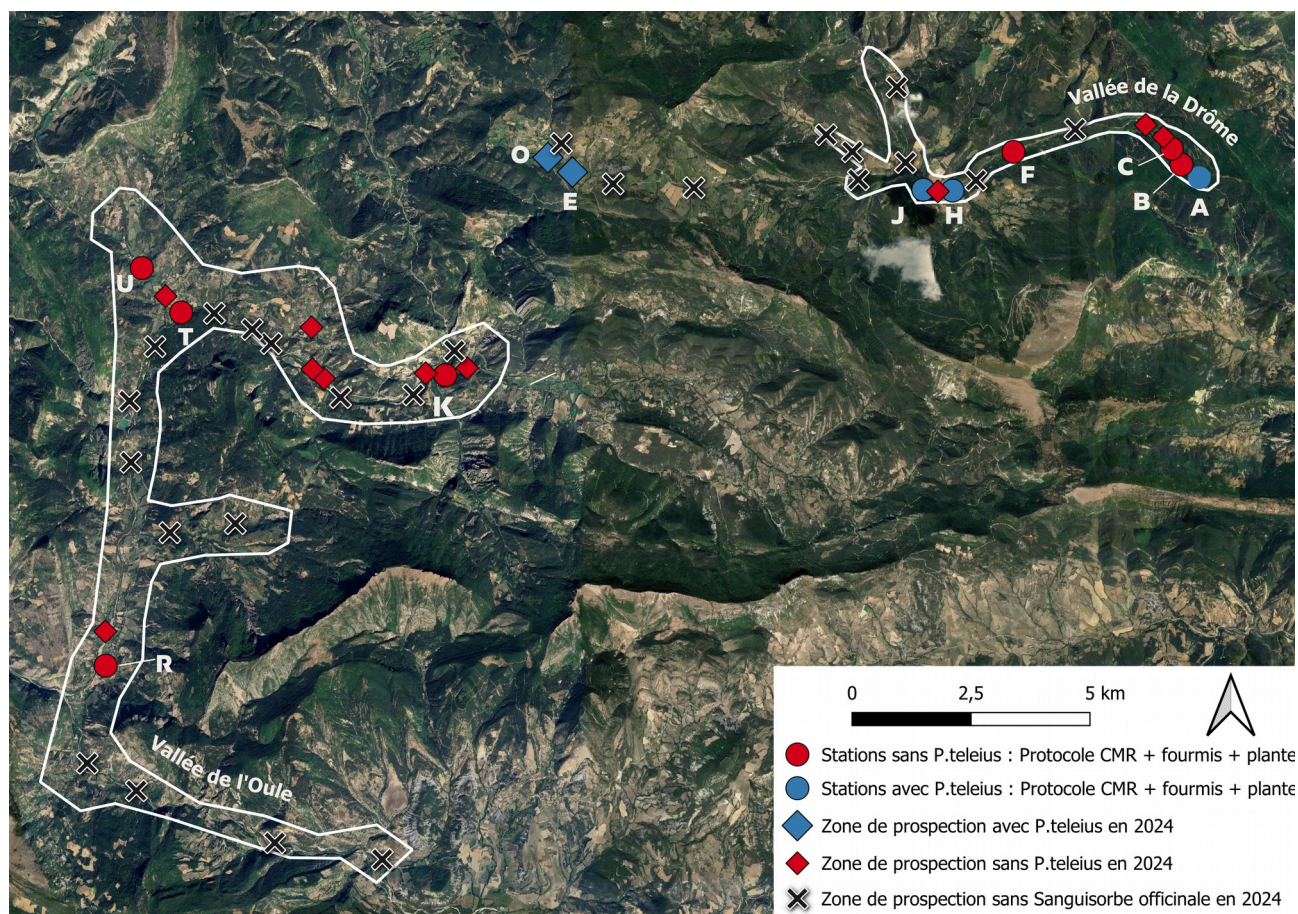 Vallée de la Drôme
O
E
C
F
B
A
J
H
U
T
K
R
Vallée de l'Oule
0
2,5
5 km
Stations sans P.teleius : Protocole CMR + fourmis + plante
Stations avec P.teleius : Protocole CMR + fourmis + plante
Zone de prospection avec P.teleius en 2024
Zone de prospection sans P.teleius en 2024
Zone de prospection sans Sanguisorbe officinale en 2024